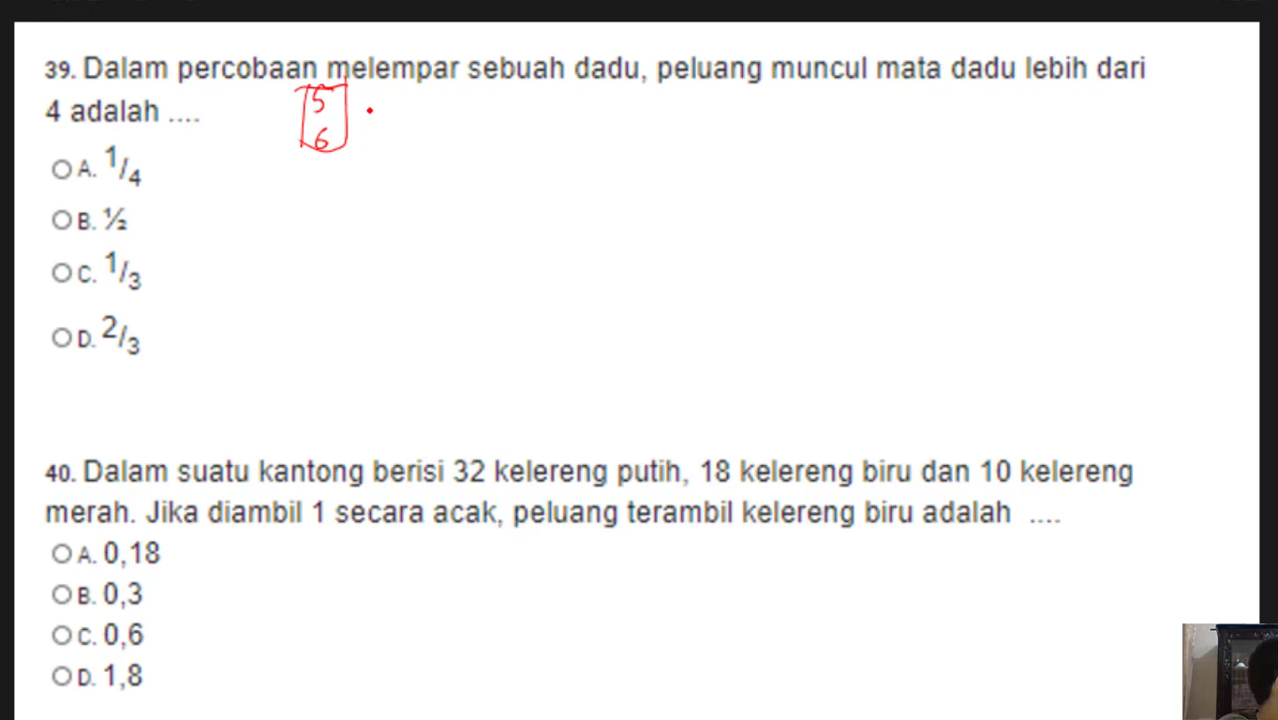 39. Dalam percobaan melempar sebuah dadu, peluang muncul mata dadu lebih dari
4 adalah ....
5
6
A. 1/4
B. ½
C. 1/3
D. 2/3
40. Dalam suatu kantong berisi 32 kelereng putih, 18 kelereng biru dan 10 kelereng
merah. Jika diambil 1 secara acak, peluang terambil kelereng biru adalah ....
A. 0,18
B. 0,3
C. 0,6
D. 1,8